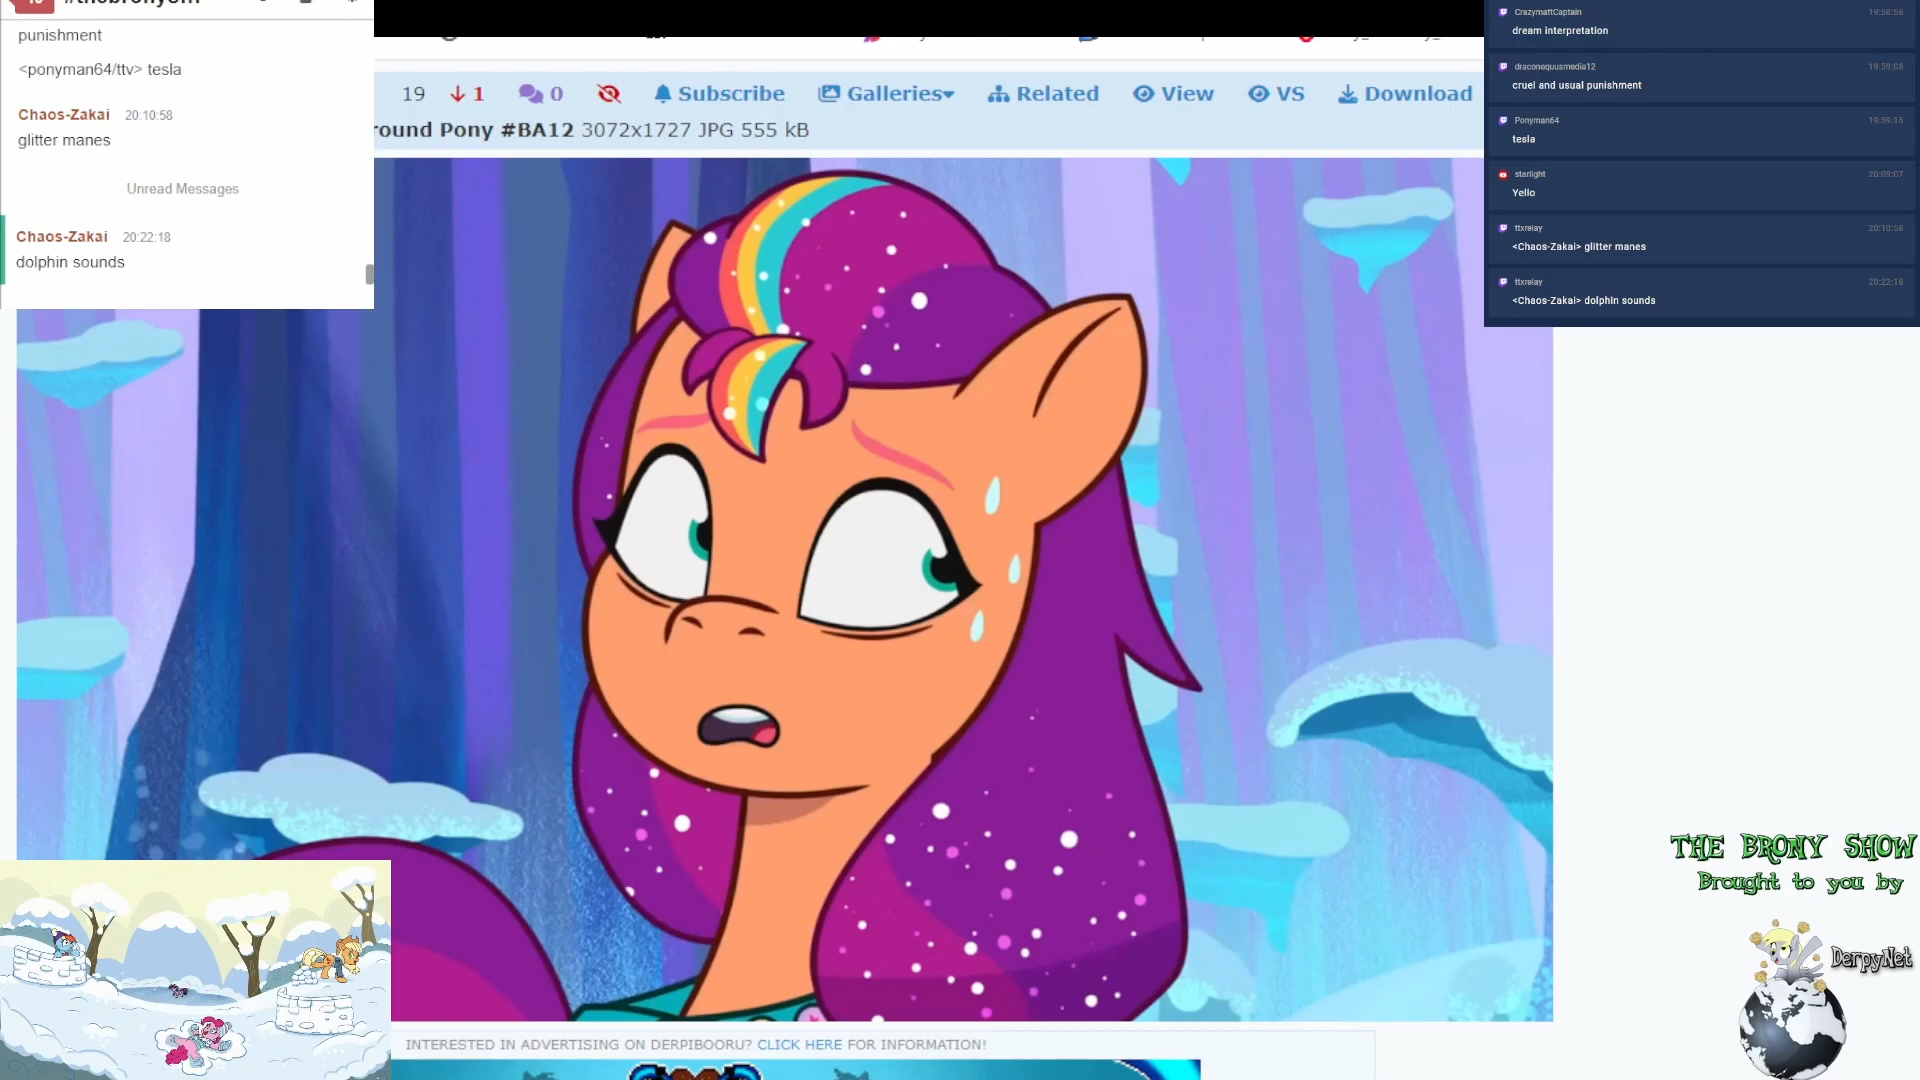 punishment
<ponyman64/ttv> tesla
Chaos-Zakai 20:10:58
glitter manes
Unread Messages
Chaos-Zakai 20:22:18
dolphin sounds
19 1 0 Subscribe Galleries Related View VS Download
round Pony #BA12 3072x1727 JPG 555 kB
CrazymattCaptain 19:58:56
dream interpretation
draconequusmedia12 19:59:08
cruel and usual punishment
Ponyman64 19:59:15
tesla
starlight 20:09:07
Yello
ttxrelay 20:10:58
<Chaos-Zakai> glitter manes
ttxrelay 20:22:18
<Chaos-Zakai> dolphin sounds
THE BRONY SHOW
Brought to you by
DerpyNet
INTERESTED IN ADVERTISING ON DERPIBOORU? CLICK HERE FOR INFORMATION!